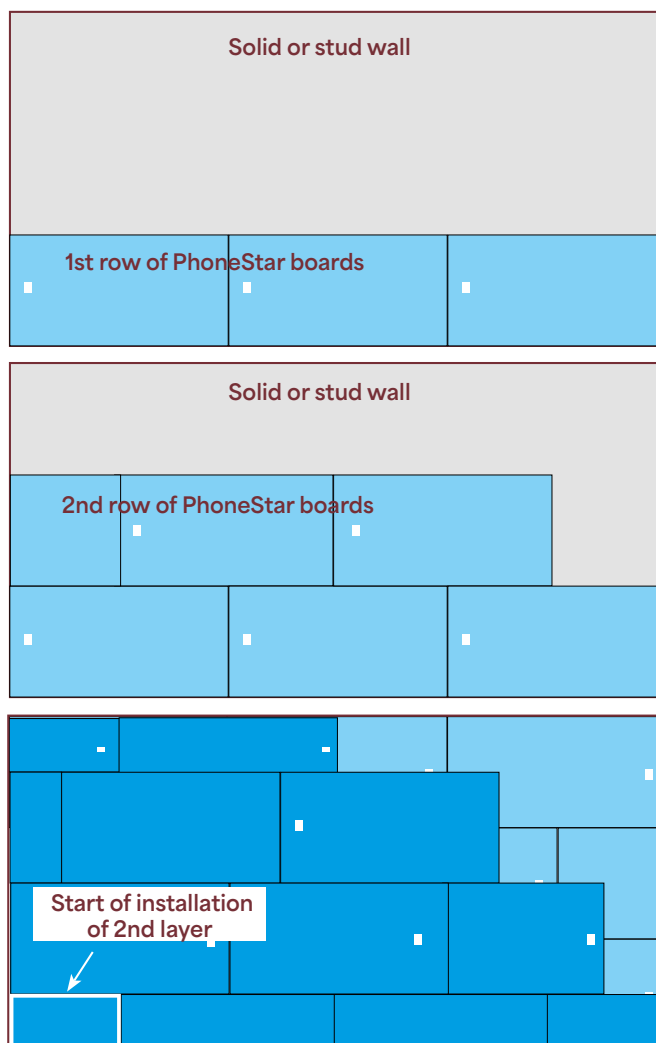 Solid or stud wall
1st row of PhoneStar boards
Solid or stud wall
2nd row of PhoneStar boards
Start of installation
of 2nd layer